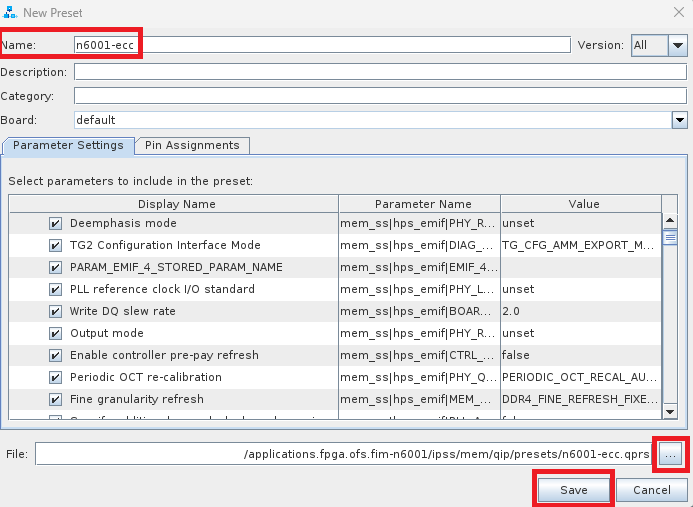 New Preset
Name: n6001-ecc Version: All
Description:
Category:
Board: default
Parameter Settings Pin Assignments
Select parameters to include in the preset:
Display Name Parameter Name Value
Deemphasis mode mem_ss|hps_emif|PHY_R... unset
TG2 Configuration Interface Mode mem_ss|hps_emif|DIAG_... TG_CFG_AMM_EXPORT_M...
PARAM_EMIF_4_STORED_PARAM_NAME mem_ss|hps_emif|EMIF_4...
PLL reference clock I/O standard mem_ss|hps_emif|PHY_L... unset
Write DQ slew rate mem_ss|hps_emif|BOAR... 2.0
Output mode mem_ss|hps_emif|PHY_R... unset
Enable controller pre-pay refresh mem_ss|hps_emif|CTRL_... false
Periodic OCT re-calibration mem_ss|hps_emif|PHY_Q... PERIODIC_OCT_RECAL_AU...
Fine granularity refresh mem_ss|hps_emif|MEM_... DDR4_FINE_REFRESH_FIXE...
File: /applications.fpga.ofs.fim-n6001/ipss/mem/qip/presets/n6001-ecc.qprs ...
Save Cancel